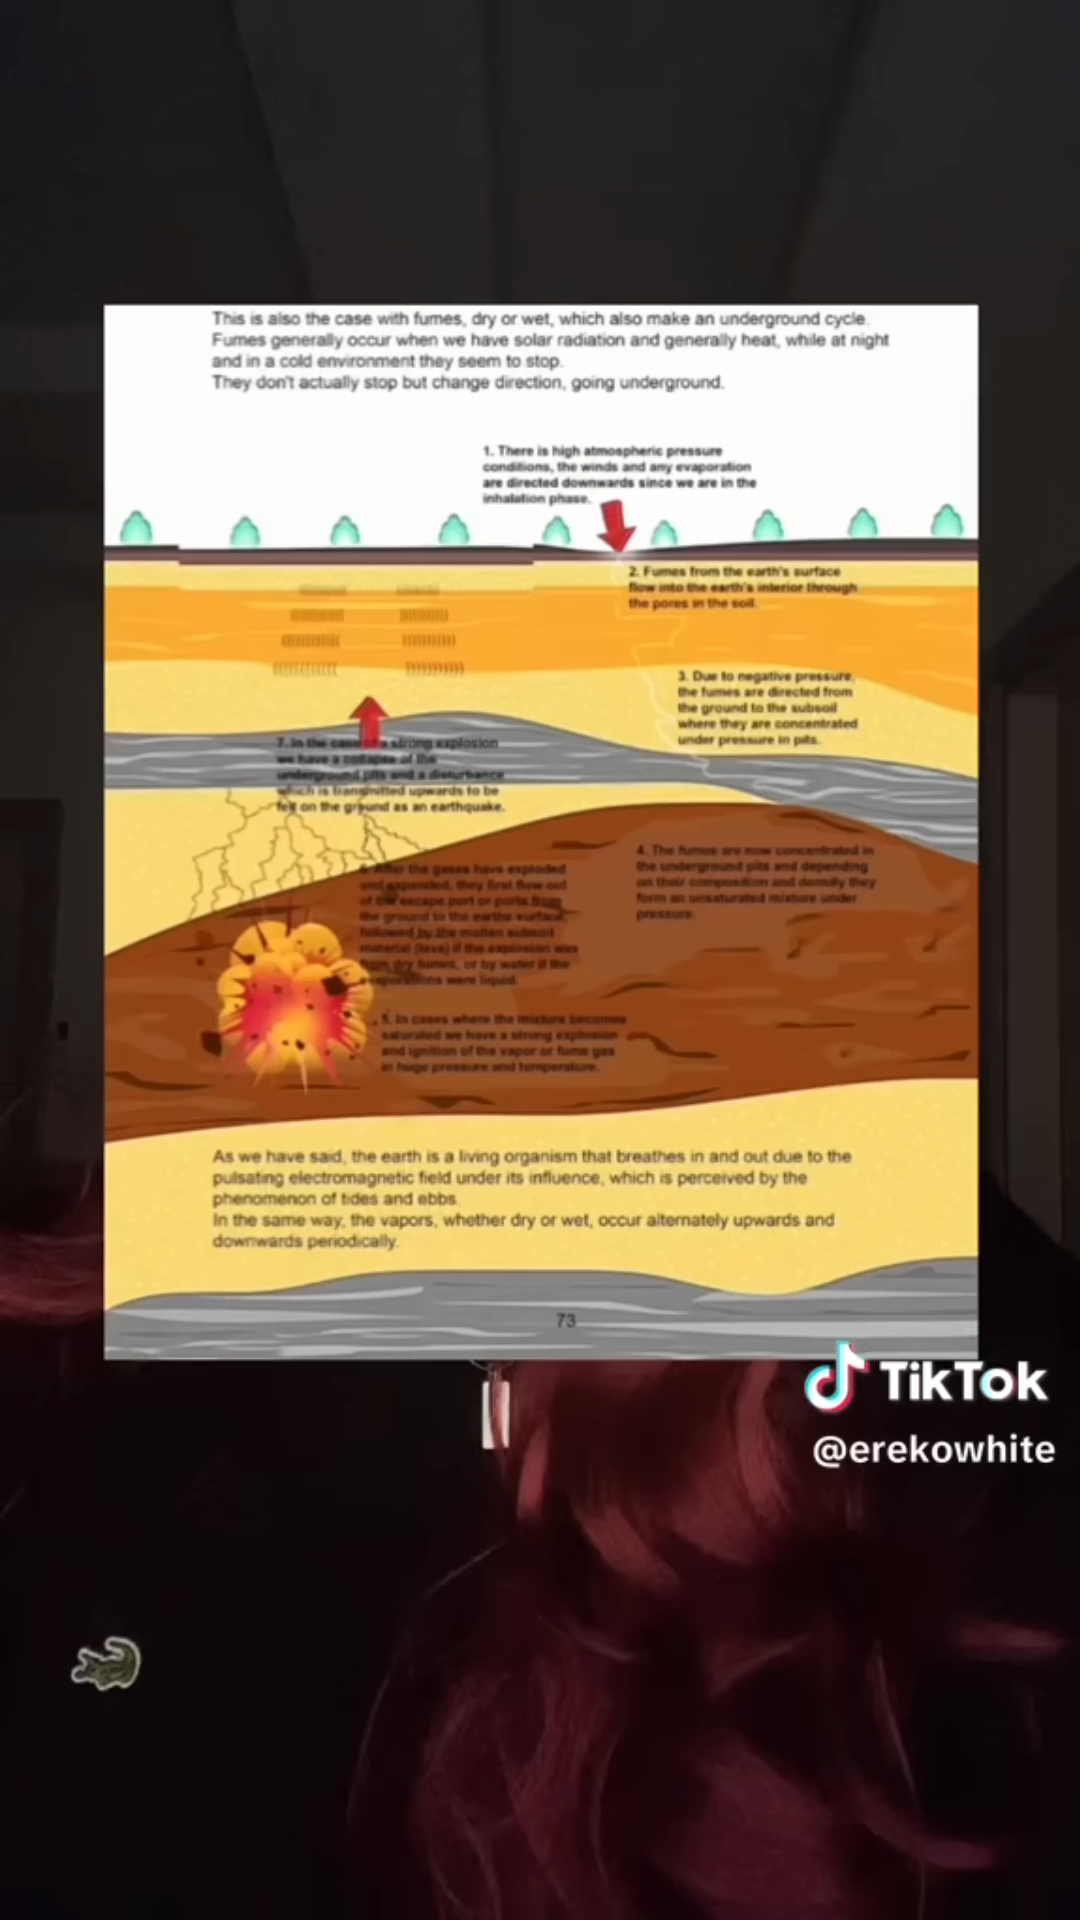 This is also the case with fumes, dry or wet, which also make an underground cycle.
Fumes generally occur when we have solar radiation and generally heat, while at night
and in a cold environment they seem to stop.
They don't actually stop but change direction, going underground.
1. There is high atmospheric pressure
conditions, the winds and any evaporation
are directed downwards since we are in the
inhalation phase.
2. Fumes from the earth's surface
flow into the earth's interior through
the pores in the soil.
3. Due to negative pressure,
the fumes are directed from
the ground to the subsoil
where they are concentrated
under pressure in pits.
7. In the case of a strong explosion
we have a collapse of the
underground pits and a disturbance
which is transmitted upwards to be
felt on the ground as an earthquake.
4. The fumes are now concentrated in
the underground pits and depending
on their composition and density they
form an unsaturated mixture under
pressure.
6. After the gases have exploded
and expanded, they first flow out
of the escape port or ports from
the ground to the earths surface,
followed by the molten subsoil
material (lava) if the explosion was
from dry fumes, or by water if the
evaporations were liquid.
5. In cases where the mixture becomes
saturated we have a strong explosion
and ignition of the vapor or fume gas
in huge pressure and temperature.
As we have said, the earth is a living organism that breathes in and out due to the
pulsating electromagnetic field under its influence, which is perceived by the
phenomenon of tides and ebbs.
In the same way, the vapors, whether dry or wet, occur alternately upwards and
downwards periodically.
73
TikTok
@erekowhite